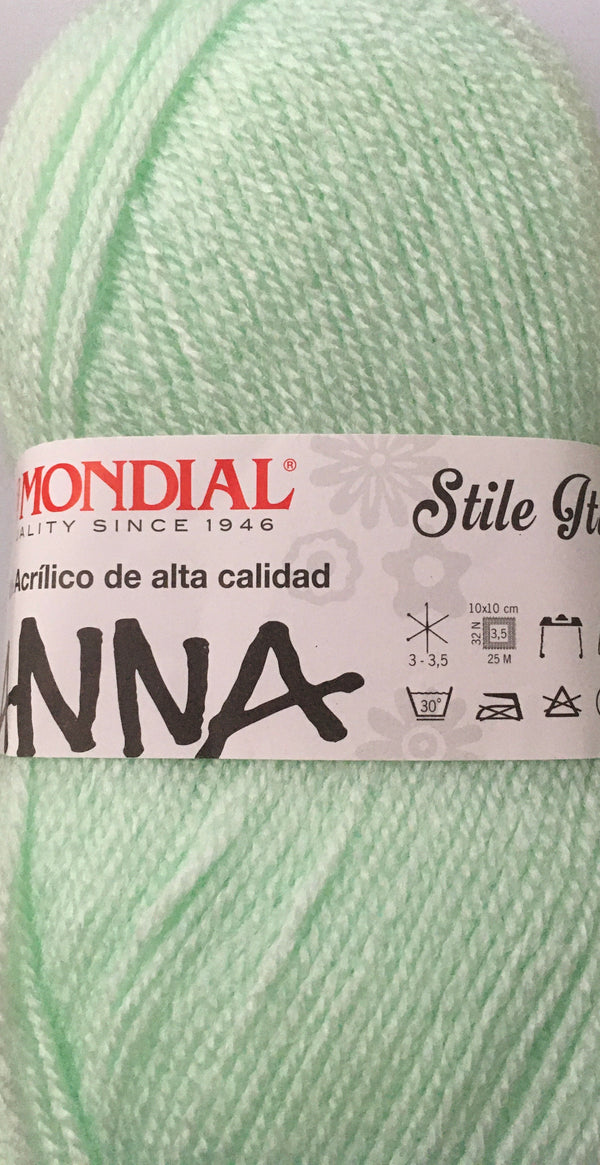 MONDIAL®
ALITY SINCE 1946
Acrílico de alta calidad
ANNA
Stile It
3 - 3,5
10x10 cm
32 N
3,5
25 M
30°